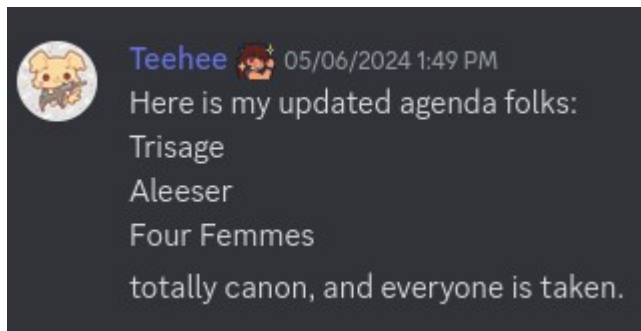 Teehee 05/06/2024 1:49 PM
Here is my updated agenda folks:
Trisage
Aleeser
Four Femmes
totally canon, and everyone is taken.